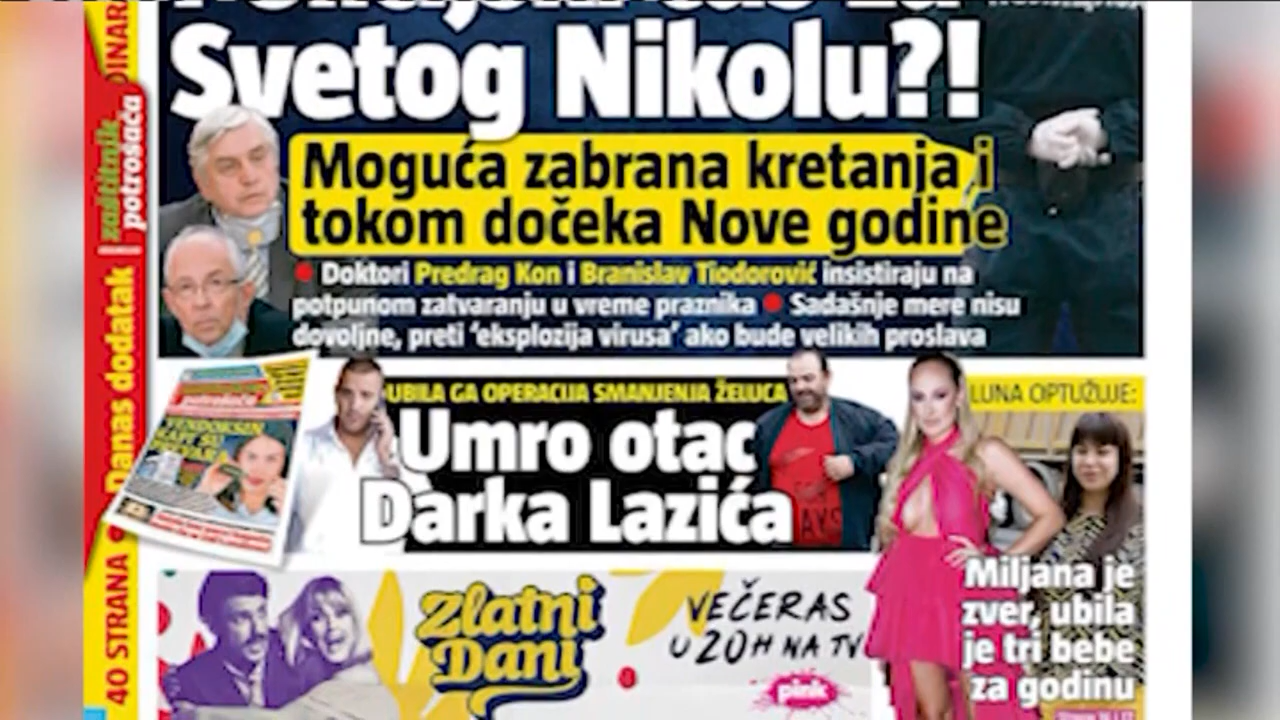 Svetog Nikolu?!
Moguća zabrana kretanja i
tokom dočeka Nove godine
• Doktori Predrag Kon i Branislav Tiodorović insistiraju na
potpunom zatvaranju u vreme praznika • Sadašnje mere nisu
dovoljne, preti ‘eksplozija virusa’ ako bude velikih proslava
DINARA
zaštitnik
potrošača
40 STRANA • Danas dodatak
UBILA GA OPERACIJA SMANJENJA ŽELUCA
Umro otac
Darka Lazića
LUNA OPTUŽUJE:
Miljana je
zver, ubila
je tri bebe
za godinu
Zlatni
Dani
VEČERAS
U 20H NA TV
pink